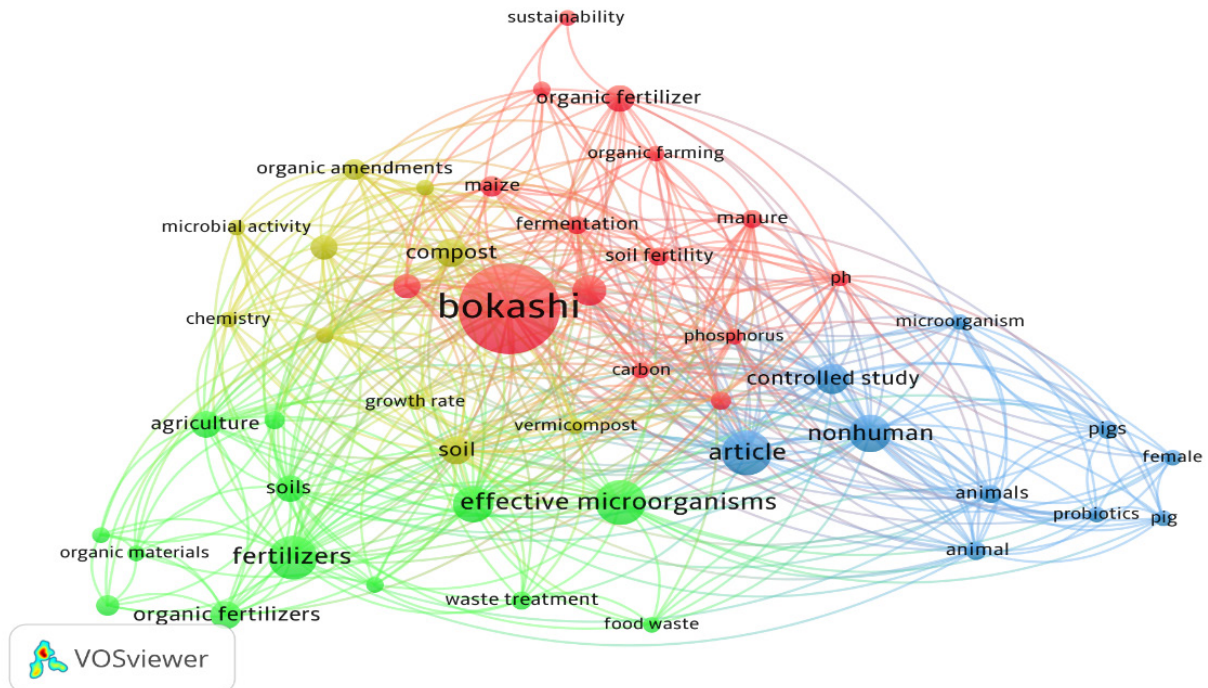 sustainability
organic fertilizer
organic farming
organic amendments
maize
manure
microbial activity
fermentation
compost
soil fertility
ph
bokashi
chemistry
microorganism
phosphorus
carbon
controlled study
growth rate
agriculture
vermicompost
nonhuman
pigs
soil
article
female
soils
effective microorganisms
animals
probiotics
pig
organic materials
fertilizers
animal
waste treatment
organic fertilizers
food waste
VOSviewer